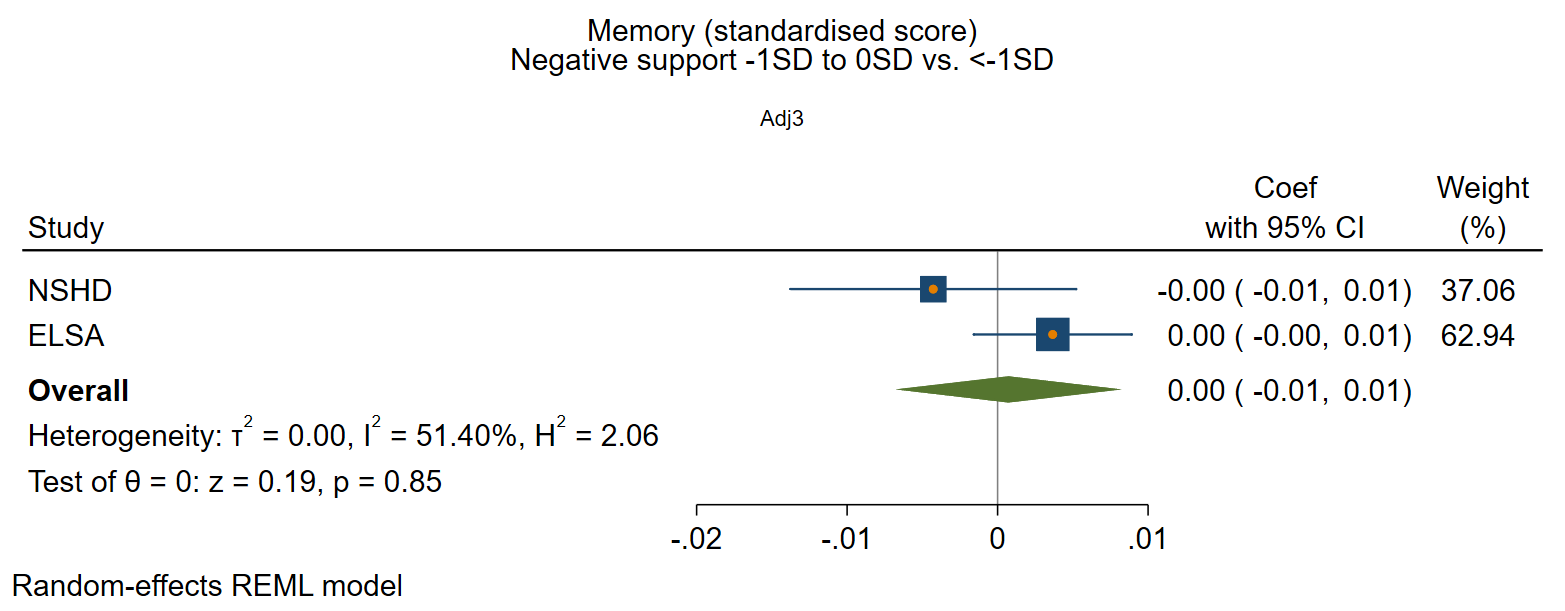 Memory (standardised score)
Negative support -1SD to 0SD vs. <-1SD
Adj3
Coef Weight
Study with 95% CI (%)
NSHD -0.00 ( -0.01, 0.01) 37.06
ELSA 0.00 ( -0.00, 0.01) 62.94
Overall 0.00 ( -0.01, 0.01)
Heterogeneity: τ² = 0.00, I² = 51.40%, H² = 2.06
Test of θ = 0: z = 0.19, p = 0.85
-.02 -.01 0 .01
Random-effects REML model